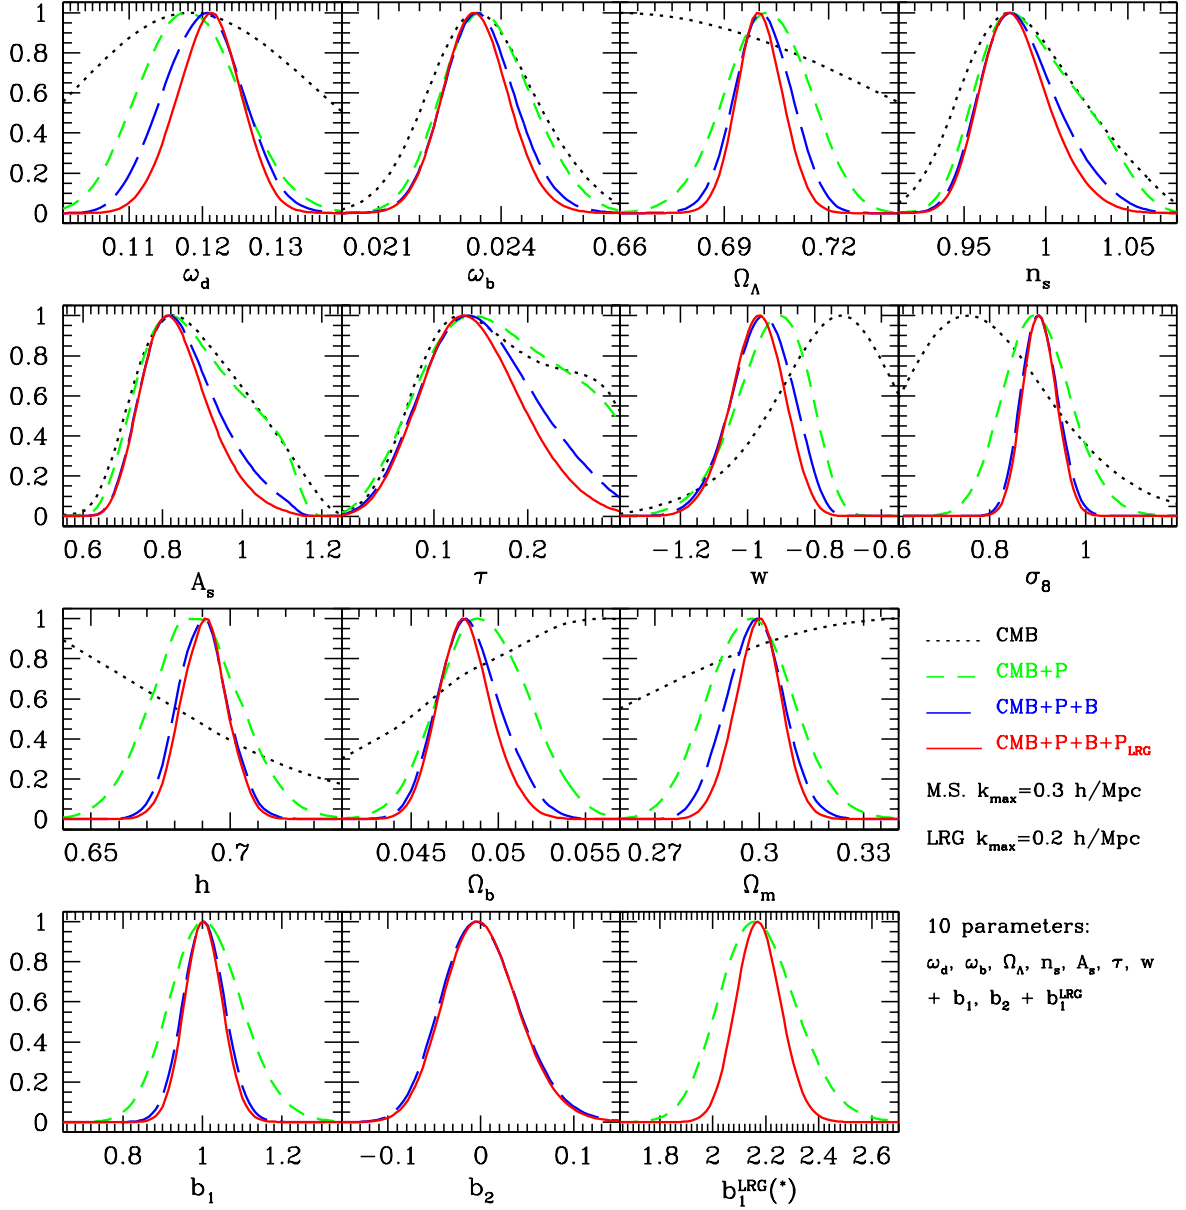 1
0.8
0.6
0.4
0.2
0
0.11 0.12 0.13 0.021 0.024 0.66 0.69 0.72 0.95 1 1.05
ω_d ω_b Ω_Λ n_s
1
0.8
0.6
0.4
0.2
0
0.6 0.8 1 1.2 0.1 0.2 −1.2 −1 −0.8 −0.6 0.8 1
A_s τ w σ_8
1
0.8
0.6
0.4
0.2
0
0.65 0.7 0.045 0.05 0.055 0.27 0.3 0.33
h Ω_b Ω_m
CMB
CMB+P
CMB+P+B
CMB+P+B+P_LRG
M.S. k_max=0.3 h/Mpc
LRG k_max=0.2 h/Mpc
1
0.8
0.6
0.4
0.2
0
0.8 1 1.2 −0.1 0 0.1 1.8 2 2.2 2.4 2.6
b_1 b_2 b_1^LRG(*)
10 parameters:
ω_d, ω_b, Ω_Λ, n_s, A_s, τ, w
+ b_1, b_2 + b_1^LRG